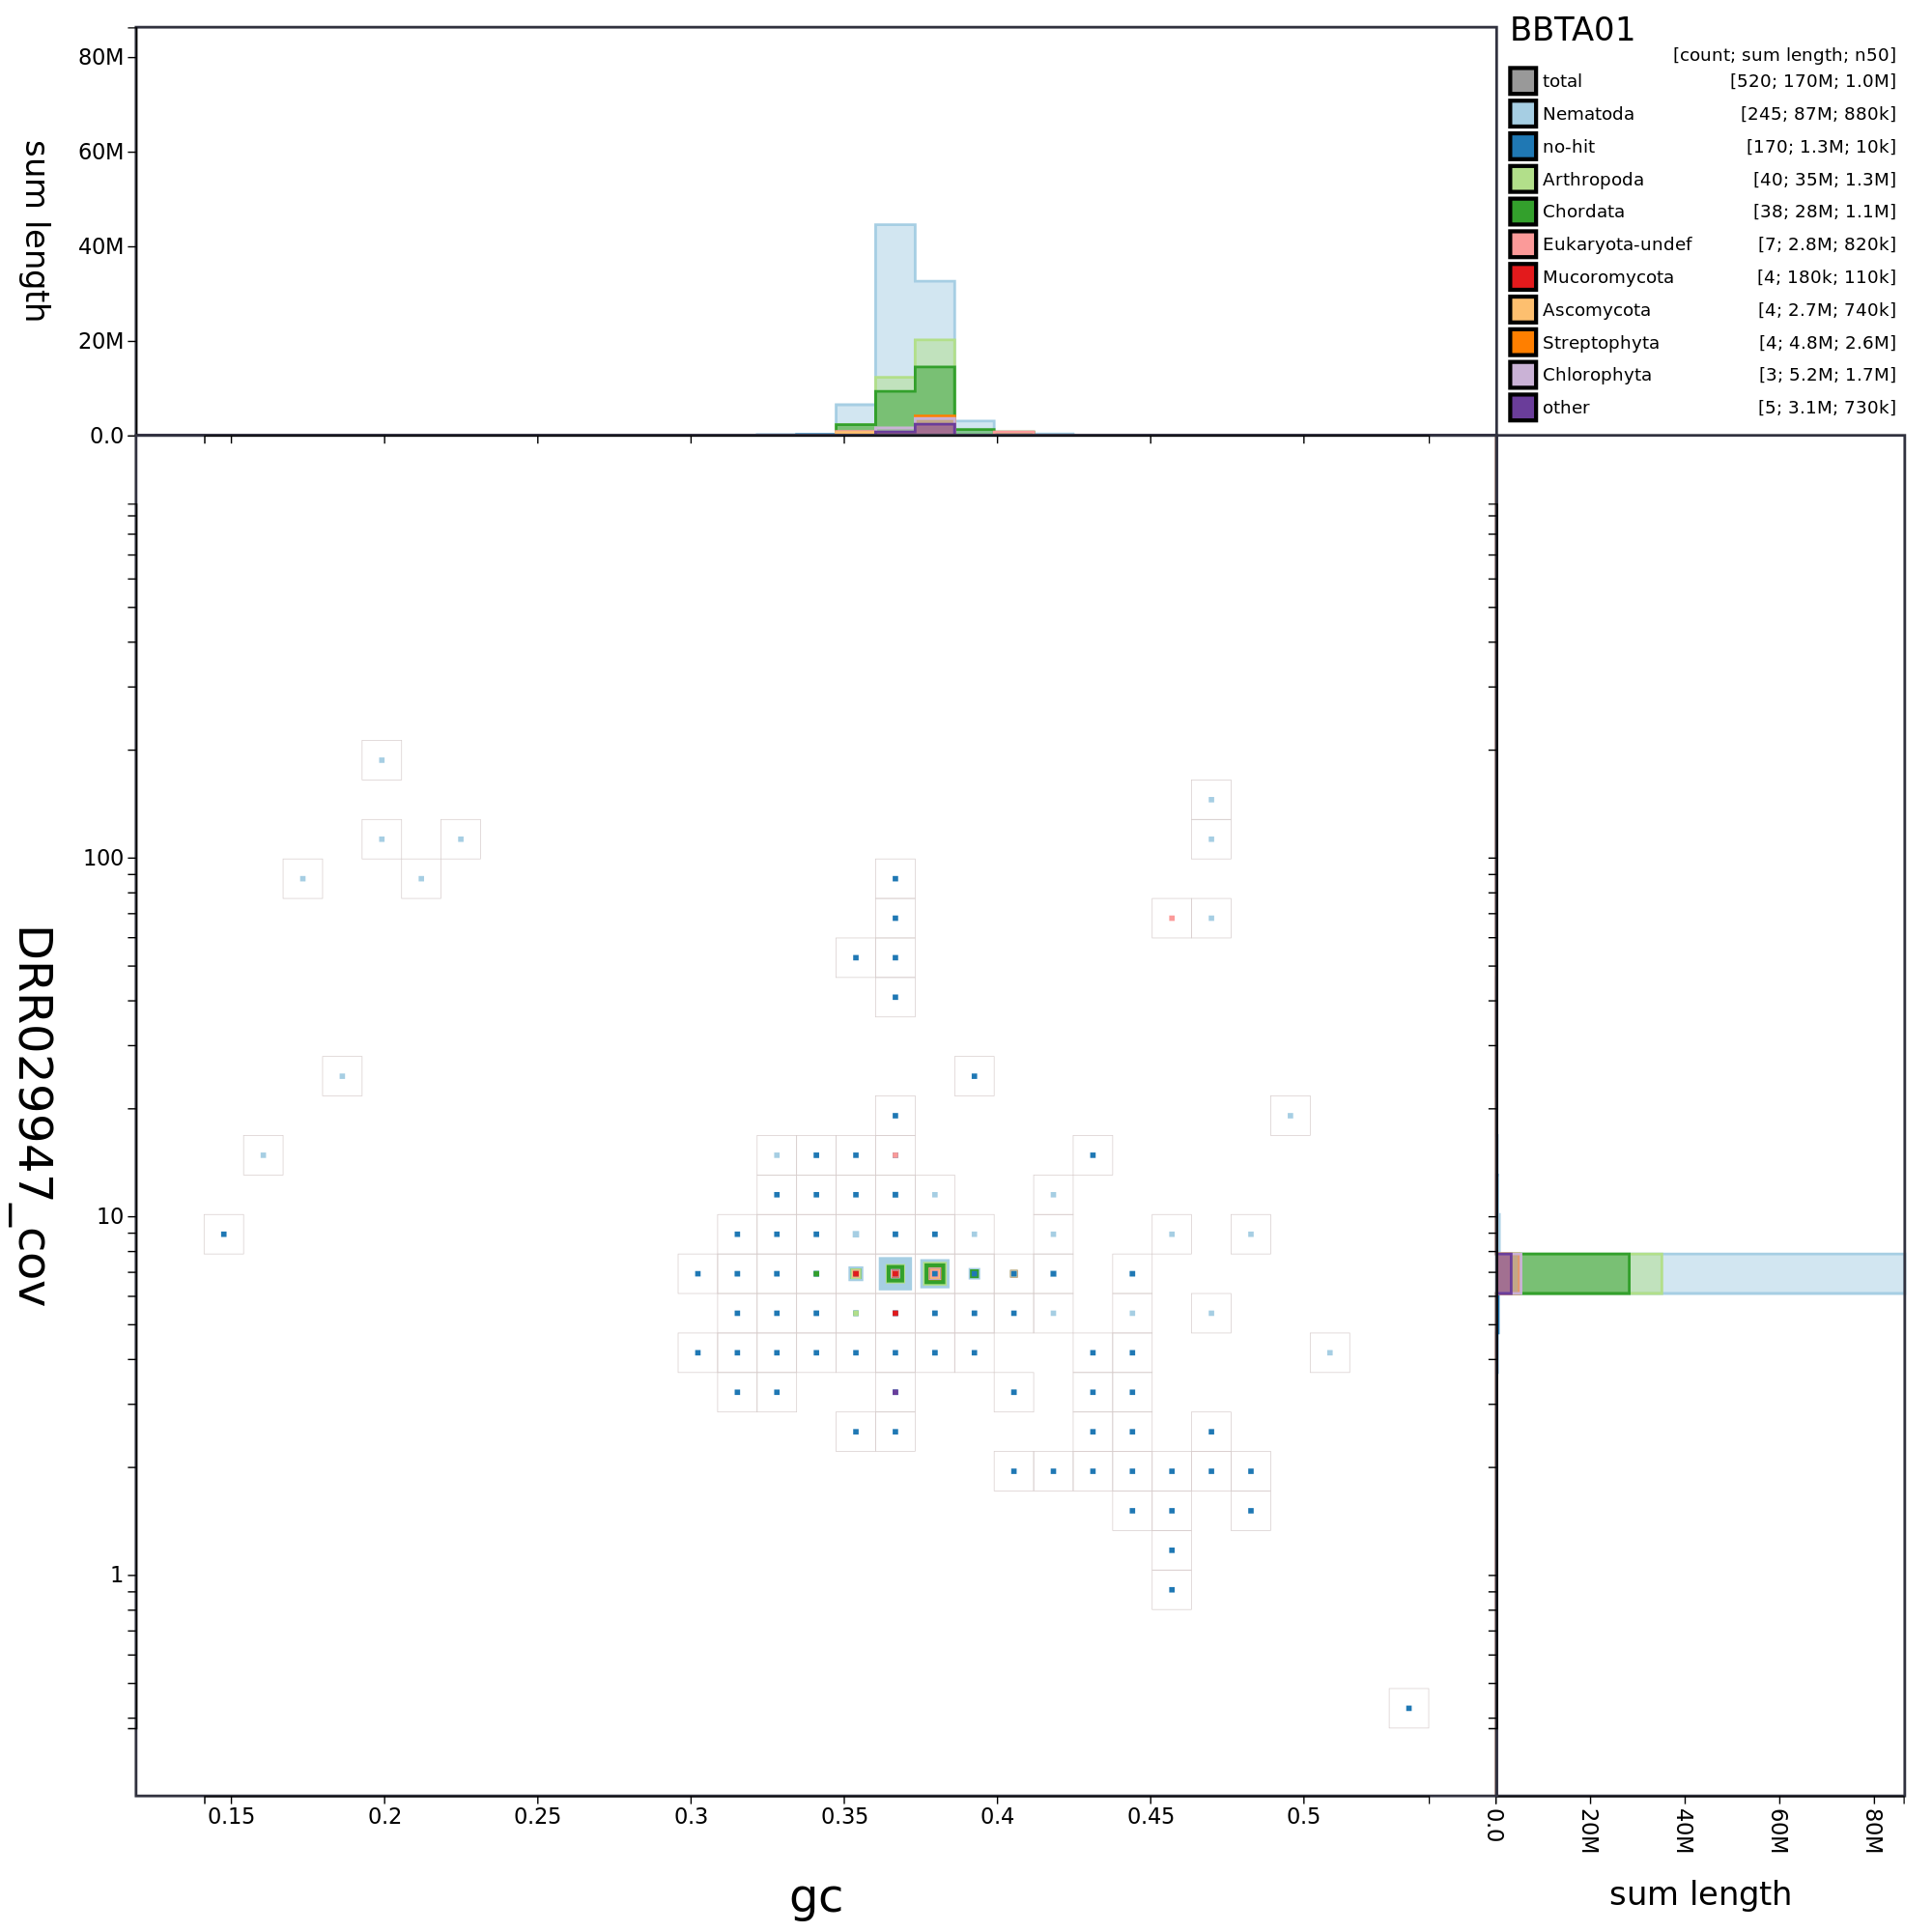 BBTA01
[count; sum length; n50]
total [520; 170M; 1.0M]
Nematoda [245; 87M; 880k]
no-hit [170; 1.3M; 10k]
Arthropoda [40; 35M; 1.3M]
Chordata [38; 28M; 1.1M]
Eukaryota-undef [7; 2.8M; 820k]
Mucoromycota [4; 180k; 110k]
Ascomycota [4; 2.7M; 740k]
Streptophyta [4; 4.8M; 2.6M]
Chlorophyta [3; 5.2M; 1.7M]
other [5; 3.1M; 730k]
sum length
80M
60M
40M
20M
0.0
DRR029947_cov
100
10
1
0.15 0.2 0.25 0.3 0.35 0.4 0.45 0.5
gc
0.0 20M 40M 60M 80M
sum length